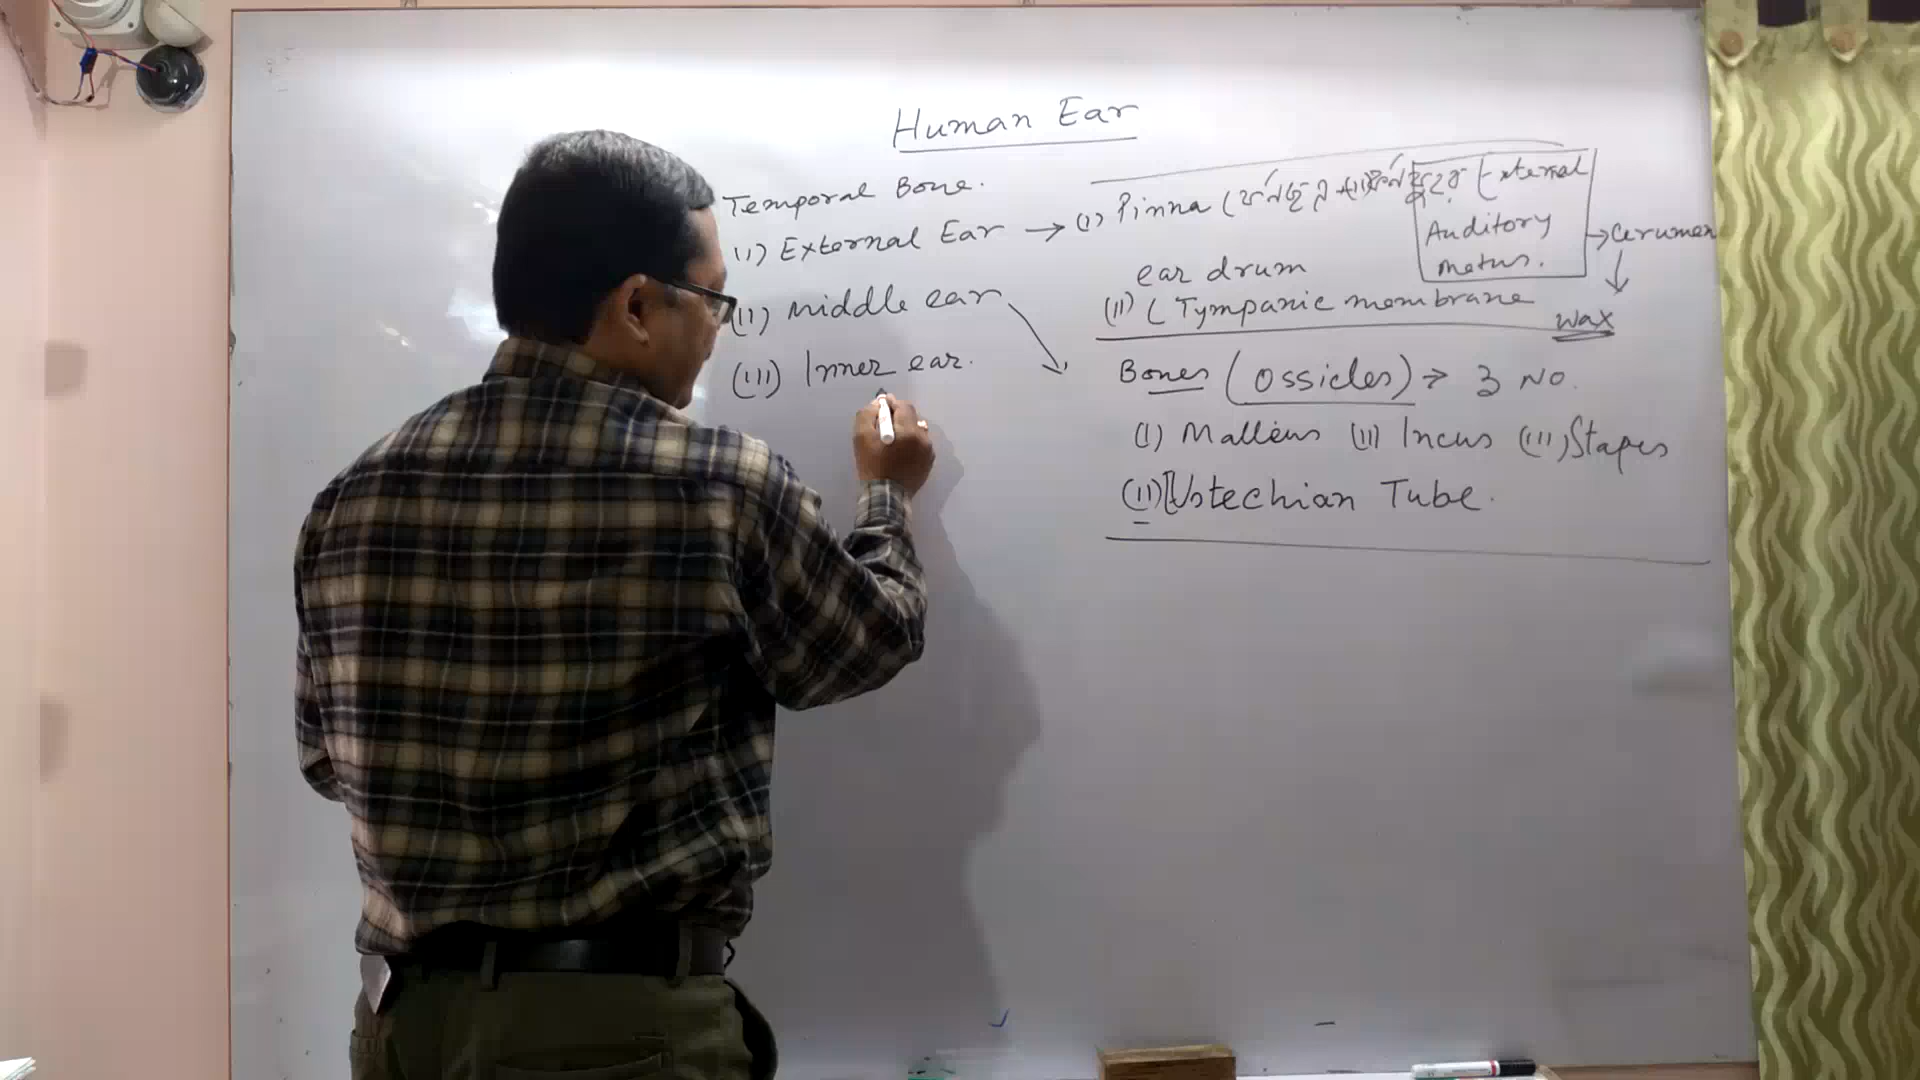 Human Ear
Temporal Bone.
(I) External Ear → (I) Pinna (
External
Auditory
metus. → Cerumen
↓
wax
ear drum
(II) ( Tympanic membrane
(II) Middle ear
(III) Inner ear.
Bones (Ossicles) → 3 No.
(I) Malleus (II) Incus (III) Stapes
(II) Ustechian Tube.